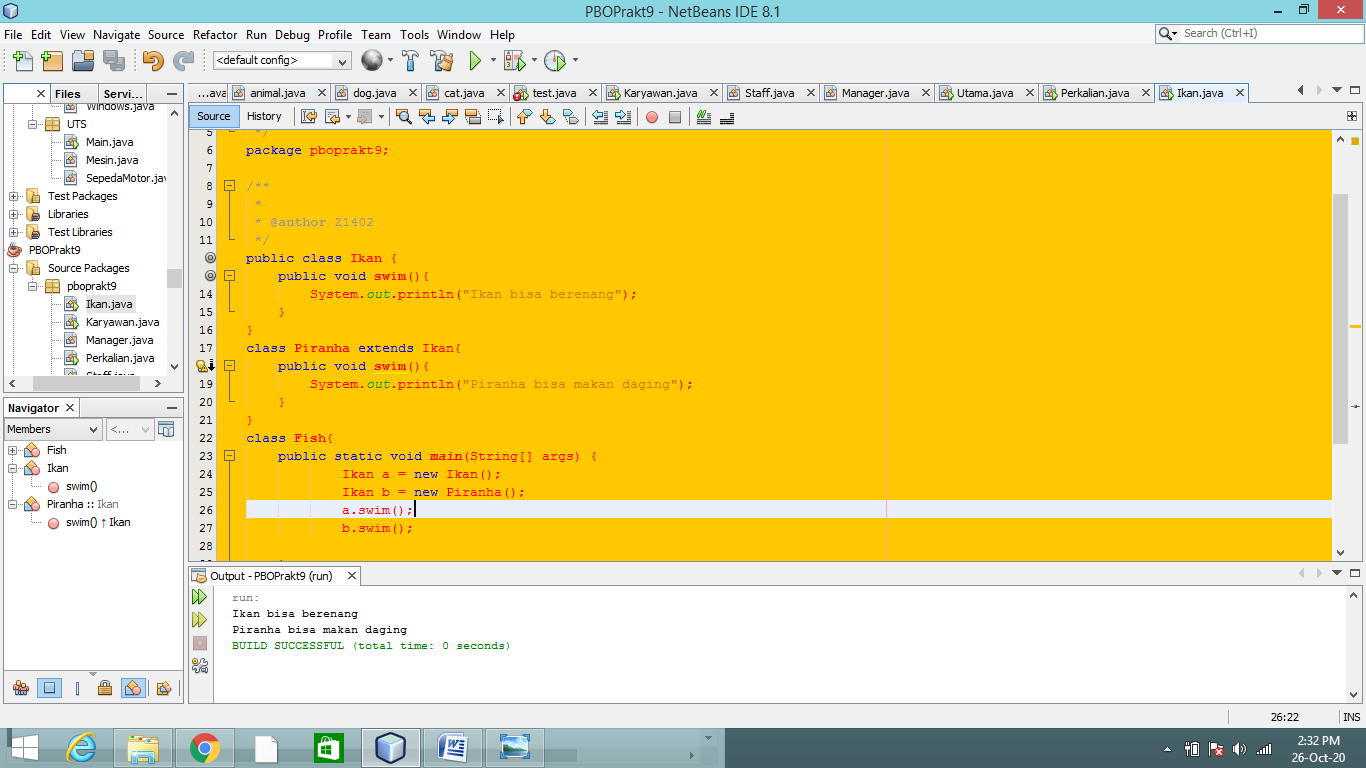 PBOPrakt9 - NetBeans IDE 8.1
File Edit View Navigate Source Refactor Run Debug Profile Team Tools Window Help
Search (Ctrl+I)
<default config>
Files Servi...
...ava animal.java dog.java cat.java test.java Karyawan.java Staff.java Manager.java Utama.java Perkalian.java Ikan.java
Source History
Windows.java
UTS
Main.java
Mesin.java
SepedaMotor.jav
Test Packages
Libraries
Test Libraries
PBOPrakt9
Source Packages
pboprakt9
Ikan.java
Karyawan.java
Manager.java
Perkalian.java
Staff.java
Navigator
Members <...
Fish
Ikan
swim()
Piranha :: Ikan
swim() ↑ Ikan
5 */
6 package pboprakt9;
7
8 /**
9 *
10 * @author Z1402
11 */
public class Ikan {
public void swim(){
14 System.out.println("Ikan bisa berenang");
15 }
16 }
17 class Piranha extends Ikan{
public void swim(){
19 System.out.println("Piranha bisa makan daging");
20 }
21 }
22 class Fish{
23 public static void main(String[] args) {
24 Ikan a = new Ikan();
25 Ikan b = new Piranha();
26 a.swim();
27 b.swim();
28
Output - PBOPrakt9 (run)
run:
Ikan bisa berenang
Piranha bisa makan daging
BUILD SUCCESSFUL (total time: 0 seconds)
26:22 INS
2:32 PM
26-Oct-20